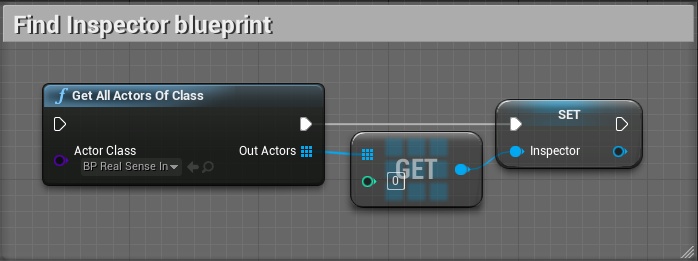 Find Inspector blueprint
f Get All Actors Of Class
SET
Actor Class
Out Actors
Inspector
BP Real Sense In
GET
0